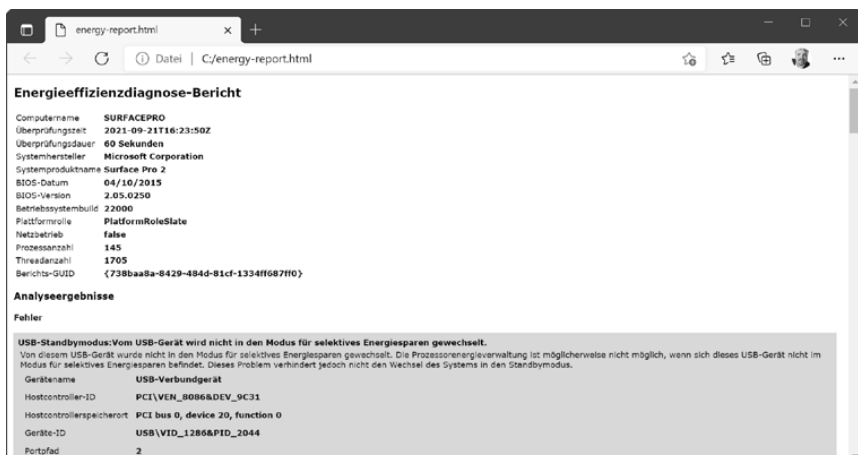 energy-report.html
Datei | C:/energy-report.html
Energieeffizienzdiagnose-Bericht
Computername SURFACEPRO
Überprüfungszeit 2021-09-21T16:23:50Z
Überprüfungsdauer 60 Sekunden
Systemhersteller Microsoft Corporation
Systemproduktname Surface Pro 2
BIOS-Datum 04/10/2015
BIOS-Version 2.05.0250
Betriebssystembuild 22000
Plattformrolle PlatformRoleSlate
Netzbetrieb false
Prozessanzahl 145
Threadanzahl 1705
Berichts-GUID {738baa8a-8429-484d-81cf-1334ff687ff0}
Analyseergebnisse
Fehler
USB-Standbymodus:Vom USB-Gerät wird nicht in den Modus für selektives Energiesparen gewechselt.
Von diesem USB-Gerät wurde nicht in den Modus für selektives Energiesparen gewechselt. Die Prozessorenergieverwaltung ist möglicherweise nicht möglich, wenn sich dieses USB-Gerät nicht im
Modus für selektives Energiesparen befindet. Dieses Problem verhindert jedoch nicht den Wechsel des Systems in den Standbymodus.
Gerätename USB-Verbundgerät
Hostcontroller-ID PCI\VEN_8086&DEV_9C31
Hostcontrollerspeicherort PCI bus 0, device 20, function 0
Geräte-ID USB\VID_1286&PID_2044
Portpfad 2